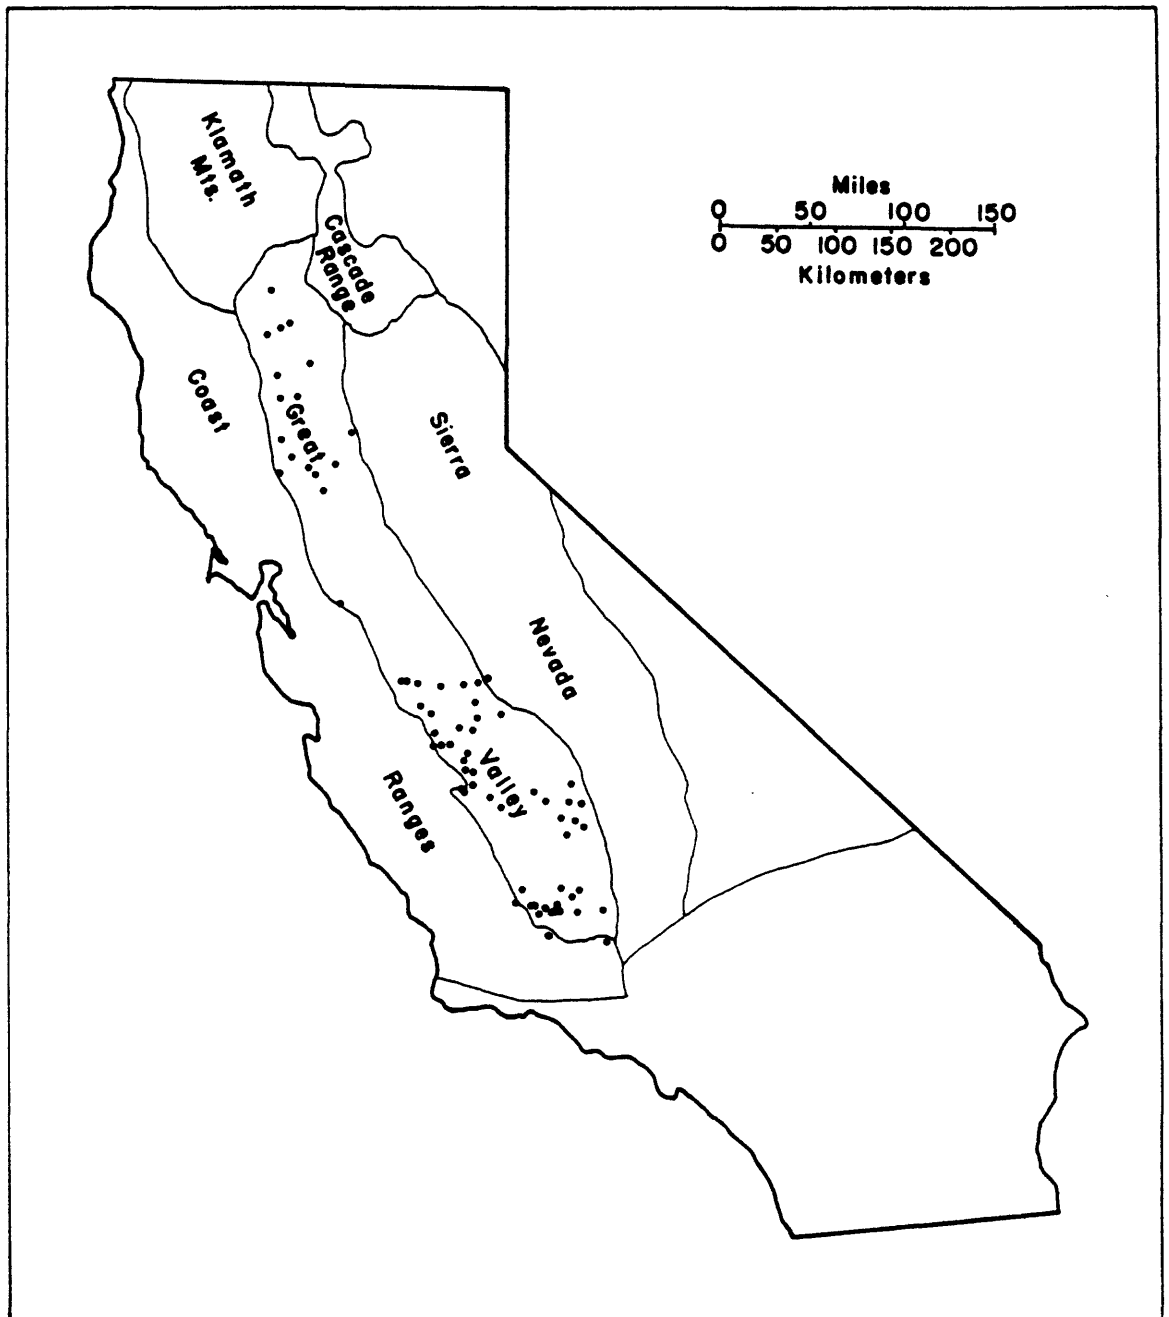 Klamath
Mts.
Miles
0 50 100 150
0 50 100 150 200
Kilometers
Cascade
Range
Coast
Great
Sierra
Nevada
Valley
Ranges